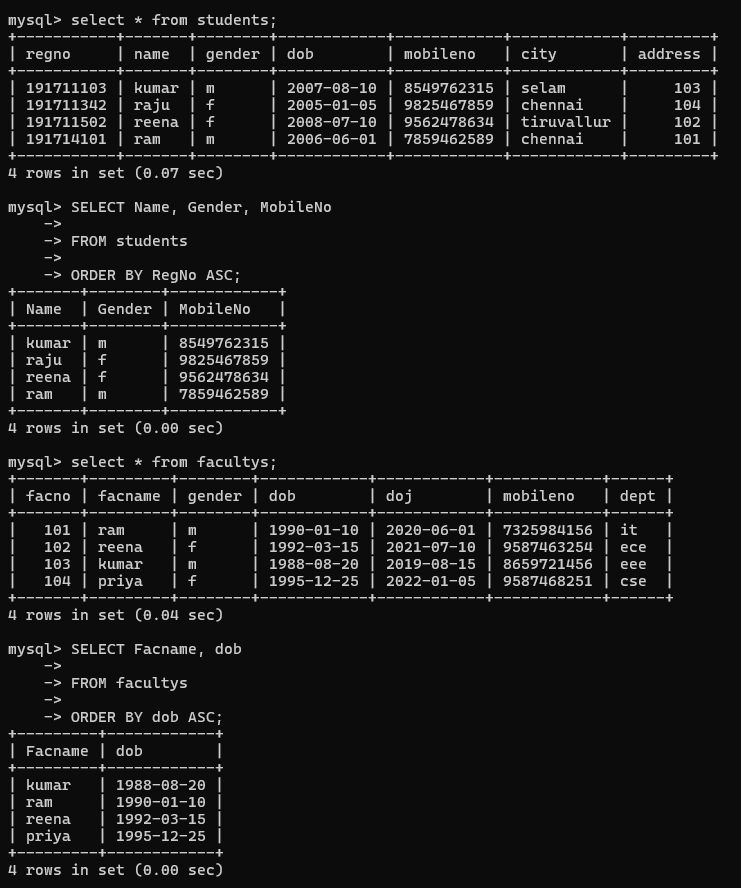 mysql> select * from students;
+-----------+-------+--------+------------+------------+------------+---------+
| regno     | name  | gender | dob        | mobileno   | city       | address |
+-----------+-------+--------+------------+------------+------------+---------+
| 191711103 | kumar | m      | 2007-08-10 | 8549762315 | selam      |     103 |
| 191711342 | raju  | f      | 2005-01-05 | 9825467859 | chennai    |     104 |
| 191711502 | reena | f      | 2008-07-10 | 9562478634 | tiruvallur |     102 |
| 191714101 | ram   | m      | 2006-06-01 | 7859462589 | chennai    |     101 |
+-----------+-------+--------+------------+------------+------------+---------+
4 rows in set (0.07 sec)

mysql> SELECT Name, Gender, MobileNo
    ->
    -> FROM students
    ->
    -> ORDER BY RegNo ASC;
+-------+--------+------------+
| Name  | Gender | MobileNo   |
+-------+--------+------------+
| kumar | m      | 8549762315 |
| raju  | f      | 9825467859 |
| reena | f      | 9562478634 |
| ram   | m      | 7859462589 |
+-------+--------+------------+
4 rows in set (0.00 sec)

mysql> select * from facultys;
+-------+---------+--------+------------+------------+------------+------+
| facno | facname | gender | dob        | doj        | mobileno   | dept |
+-------+---------+--------+------------+------------+------------+------+
|   101 | ram     | m      | 1990-01-10 | 2020-06-01 | 7325984156 | it   |
|   102 | reena   | f      | 1992-03-15 | 2021-07-10 | 9587463254 | ece  |
|   103 | kumar   | m      | 1988-08-20 | 2019-08-15 | 8659721456 | eee  |
|   104 | priya   | f      | 1995-12-25 | 2022-01-05 | 9587468251 | cse  |
+-------+---------+--------+------------+------------+------------+------+
4 rows in set (0.04 sec)

mysql> SELECT Facname, dob
    ->
    -> FROM facultys
    ->
    -> ORDER BY dob ASC;
+---------+------------+
| Facname | dob        |
+---------+------------+
| kumar   | 1988-08-20 |
| ram     | 1990-01-10 |
| reena   | 1992-03-15 |
| priya   | 1995-12-25 |
+---------+------------+
4 rows in set (0.00 sec)